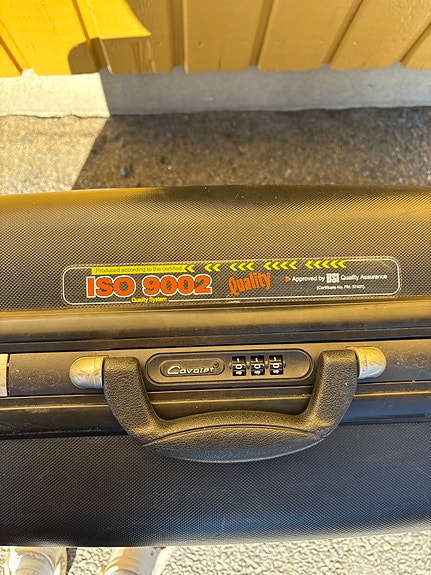 Produced according to the certified
ISO 9002
Quality System
Quality
Approved by BSI Quality Assurance
Cavalet